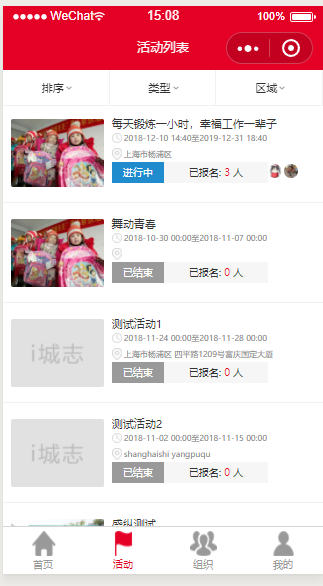 WeChat 15:08 100%
活动列表
排序 类型 区域
每天锻炼一小时，幸福工作一辈子
2018-12-10 14:40至2019-12-31 18:40
上海市杨浦区
进行中 已报名: 3 人
舞动青春
2018-10-30 00:00至2018-11-07 00:00
已结束 已报名: 0 人
i城志
测试活动1
2018-11-24 00:00至2018-11-28 00:00
上海市杨浦区 四平路1209号富庆国定大厦
已结束 已报名: 0 人
i城志
测试活动2
2018-11-02 00:00至2018-11-15 00:00
shanghaishi yangpuqu
已结束 已报名: 0 人
首页 活动 组织 我的